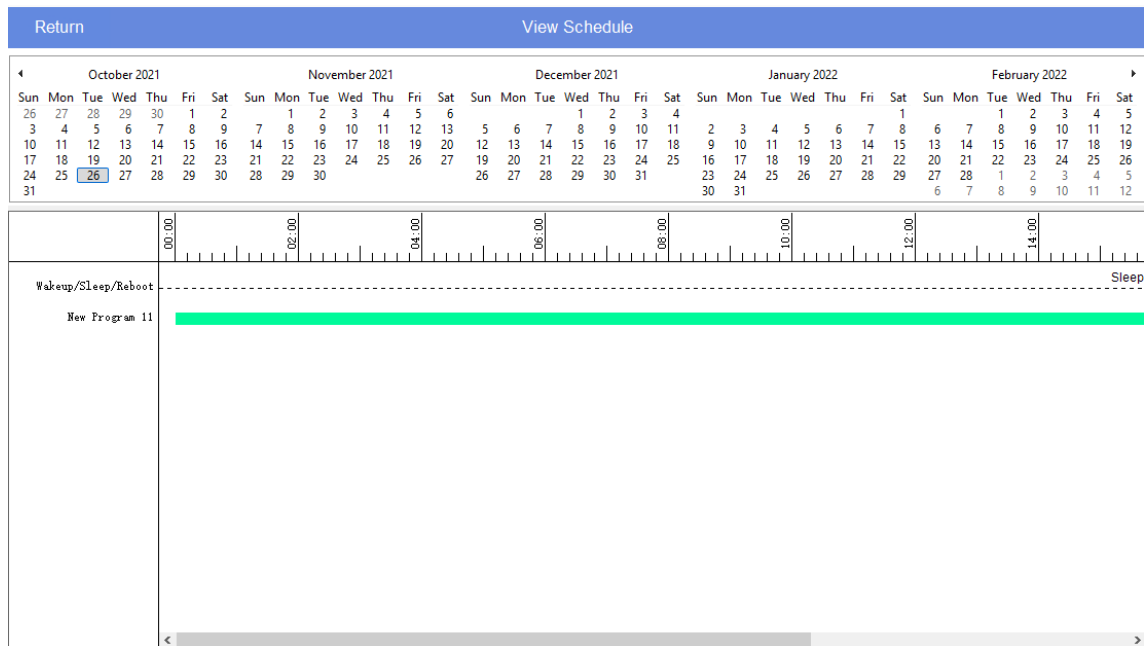 Return View Schedule
October 2021 November 2021 December 2021 January 2022 February 2022
Sun Mon Tue Wed Thu Fri Sat Sun Mon Tue Wed Thu Fri Sat Sun Mon Tue Wed Thu Fri Sat Sun Mon Tue Wed Thu Fri Sat Sun Mon Tue Wed Thu Fri Sat
26 27 28 29 30 1 2 1 2 3 4 5 6 1 2 3 4 1 1 2 3 4 5
3 4 5 6 7 8 9 7 8 9 10 11 12 13 5 6 7 8 9 10 11 2 3 4 5 6 7 8 6 7 8 9 10 11 12
10 11 12 13 14 15 16 14 15 16 17 18 19 20 12 13 14 15 16 17 18 9 10 11 12 13 14 15 13 14 15 16 17 18 19
17 18 19 20 21 22 23 21 22 23 24 25 26 27 19 20 21 22 23 24 25 16 17 18 19 20 21 22 20 21 22 23 24 25 26
24 25 26 27 28 29 30 28 29 30 26 27 28 29 30 31 23 24 25 26 27 28 29 27 28 1 2 3 4 5
31 30 31 6 7 8 9 10 11 12
00:00 02:00 04:00 06:00 08:00 10:00 12:00 14:00
Wakeup/Sleep/Reboot Sleep
New Program 11